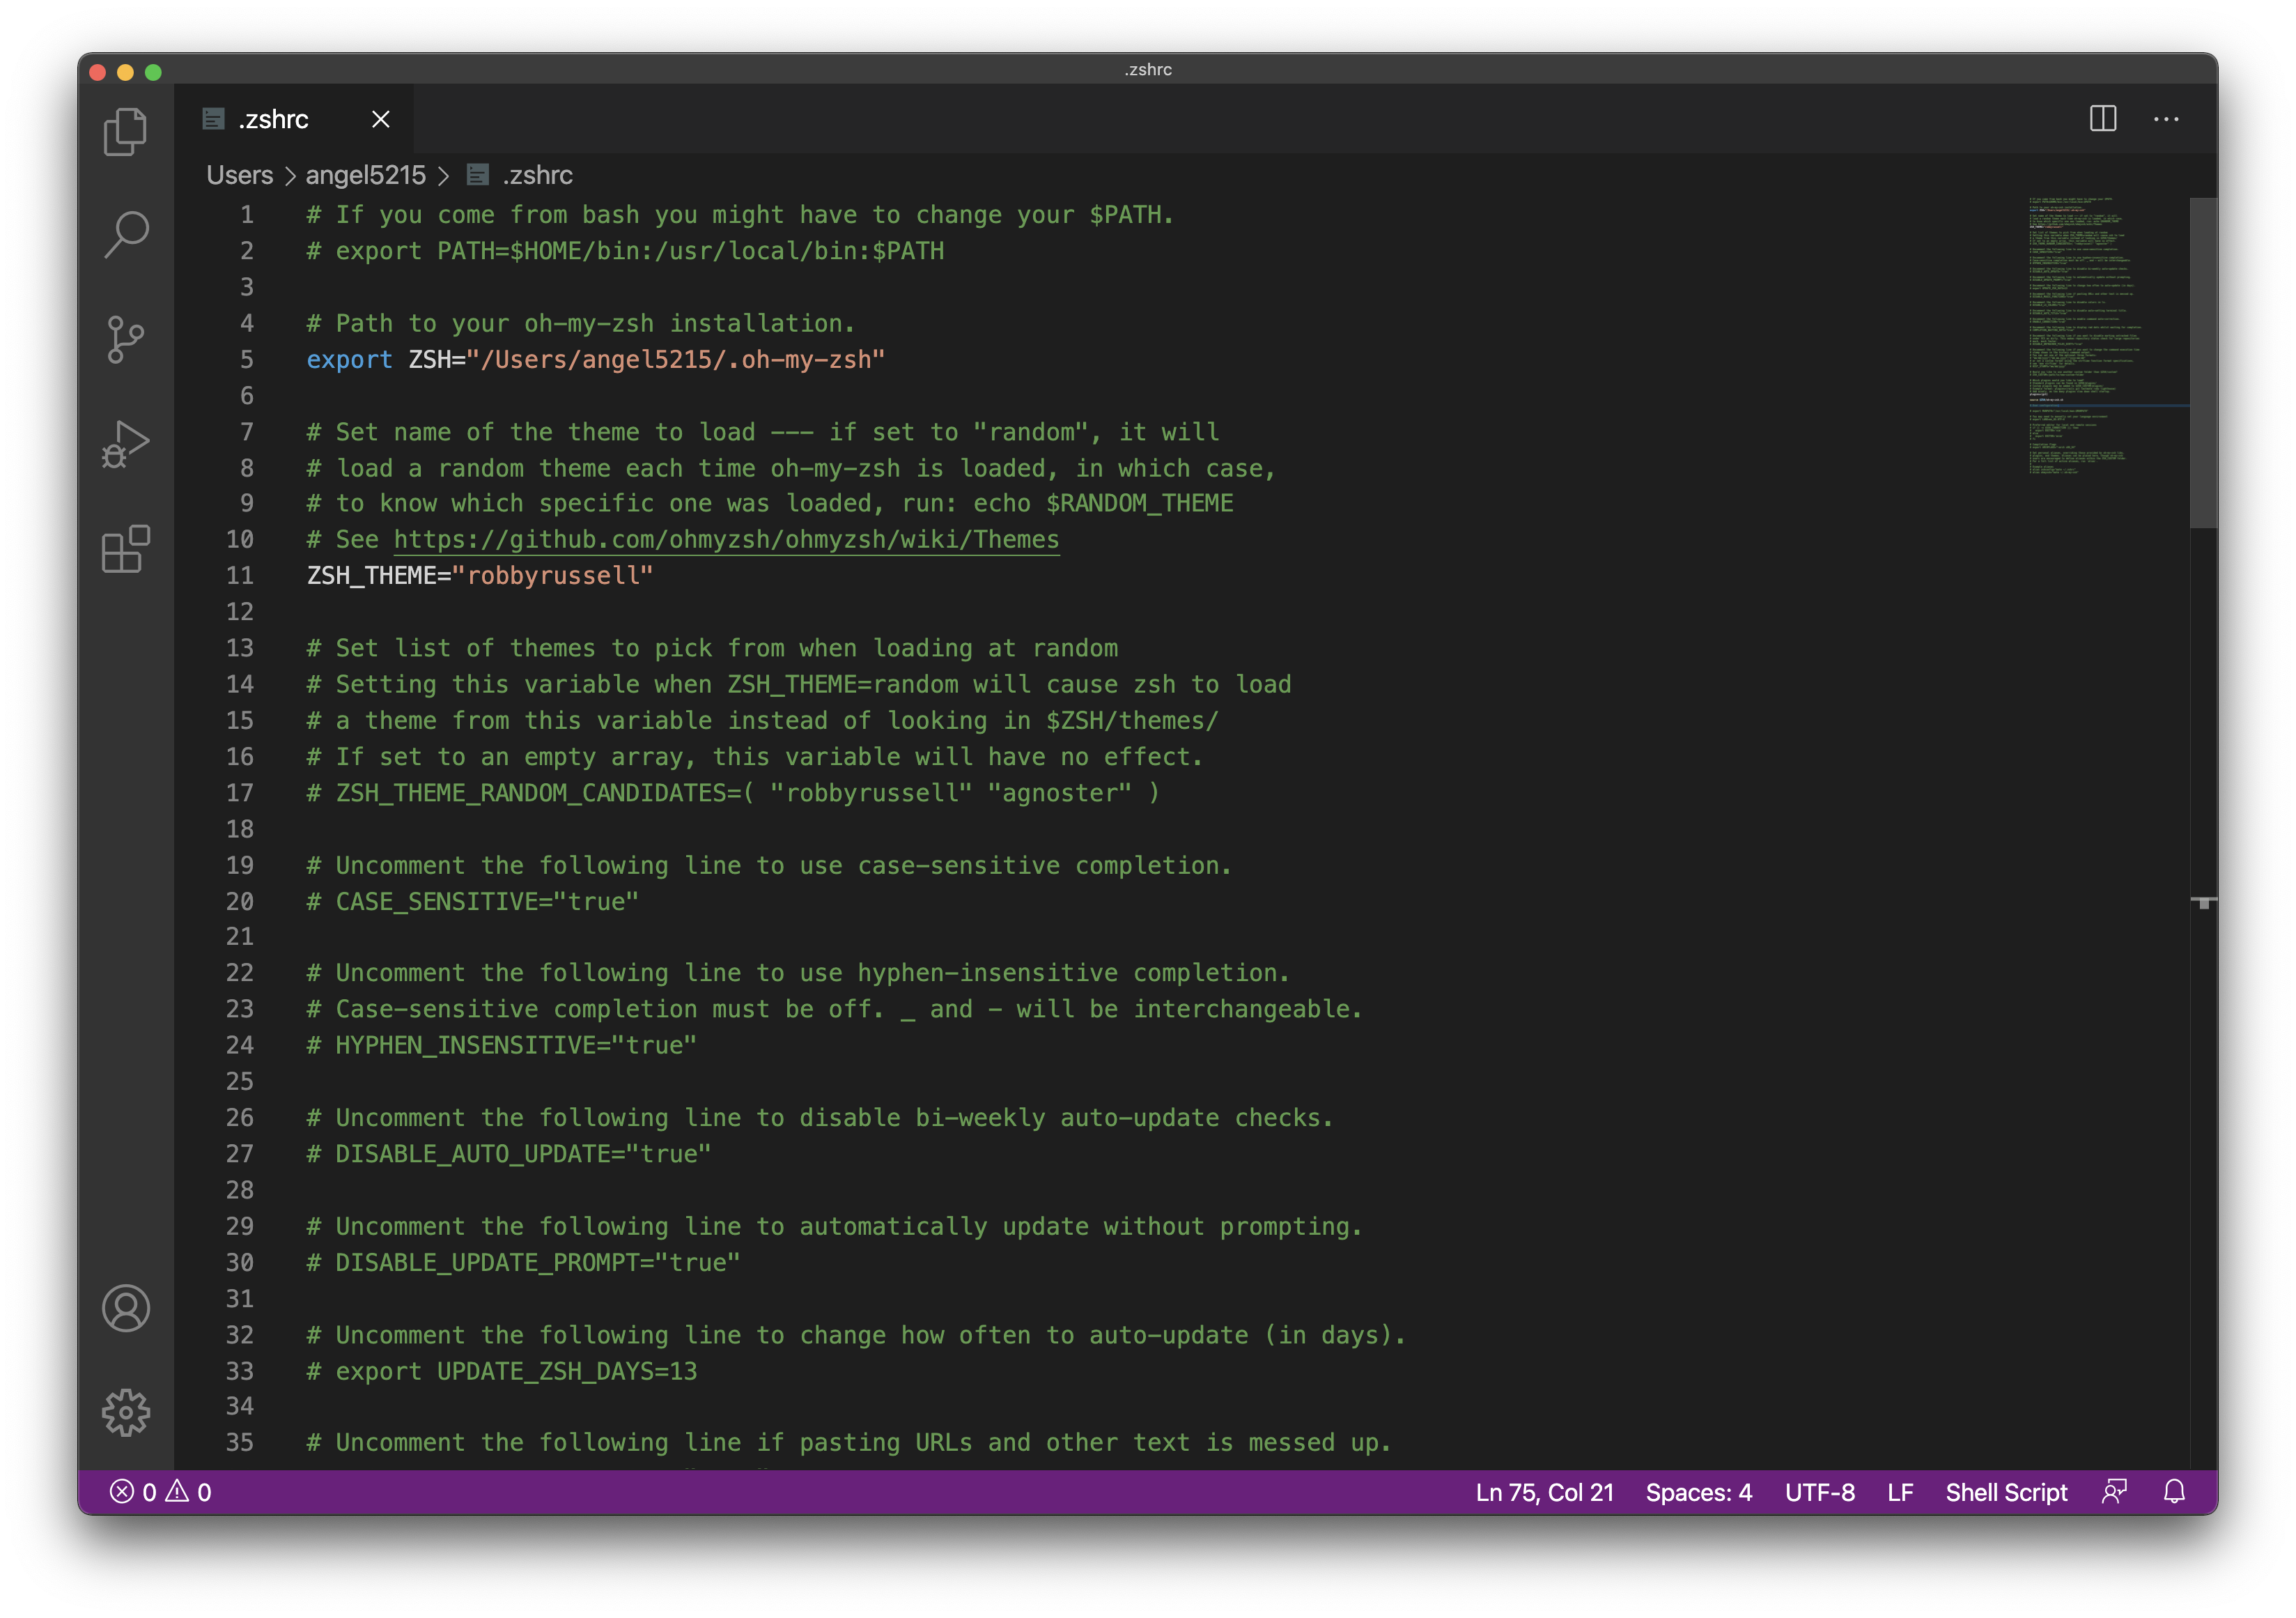 .zshrc
.zshrc
Users > angel5215 > .zshrc
1 # If you come from bash you might have to change your $PATH.
2 # export PATH=$HOME/bin:/usr/local/bin:$PATH
3
4 # Path to your oh-my-zsh installation.
5 export ZSH="/Users/angel5215/.oh-my-zsh"
6
7 # Set name of the theme to load --- if set to "random", it will
8 # load a random theme each time oh-my-zsh is loaded, in which case,
9 # to know which specific one was loaded, run: echo $RANDOM_THEME
10 # See https://github.com/ohmyzsh/ohmyzsh/wiki/Themes
11 ZSH_THEME="robbyrussell"
12
13 # Set list of themes to pick from when loading at random
14 # Setting this variable when ZSH_THEME=random will cause zsh to load
15 # a theme from this variable instead of looking in $ZSH/themes/
16 # If set to an empty array, this variable will have no effect.
17 # ZSH_THEME_RANDOM_CANDIDATES=( "robbyrussell" "agnoster" )
18
19 # Uncomment the following line to use case-sensitive completion.
20 # CASE_SENSITIVE="true"
21
22 # Uncomment the following line to use hyphen-insensitive completion.
23 # Case-sensitive completion must be off. _ and - will be interchangeable.
24 # HYPHEN_INSENSITIVE="true"
25
26 # Uncomment the following line to disable bi-weekly auto-update checks.
27 # DISABLE_AUTO_UPDATE="true"
28
29 # Uncomment the following line to automatically update without prompting.
30 # DISABLE_UPDATE_PROMPT="true"
31
32 # Uncomment the following line to change how often to auto-update (in days).
33 # export UPDATE_ZSH_DAYS=13
34
35 # Uncomment the following line if pasting URLs and other text is messed up.
0 0 Ln 75, Col 21 Spaces: 4 UTF-8 LF Shell Script